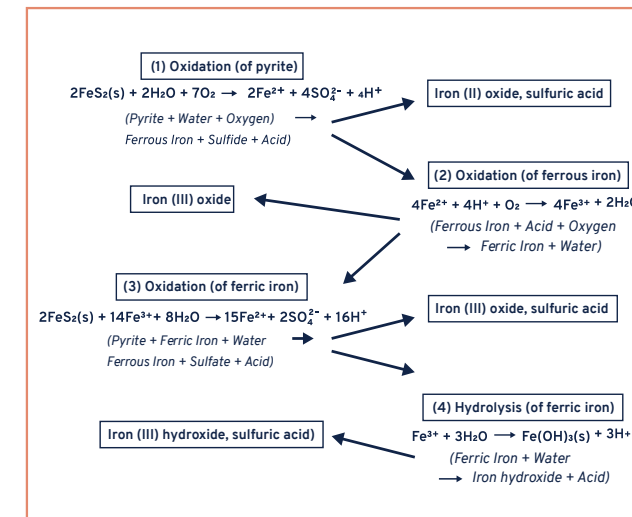 (1) Oxidation (of pyrite)
2FeS₂(s) + 2H₂O + 7O₂ → 2Fe²⁺ + 4SO₄²⁻ + ₄H⁺
(Pyrite + Water + Oxygen) →
Ferrous Iron + Sulfide + Acid)
Iron (II) oxide, sulfuric acid
(2) Oxidation (of ferrous iron)
4Fe²⁺ + 4H⁺ + O₂ → 4Fe³⁺ + 2H₂O
(Ferrous Iron + Acid + Oxygen
→ Ferric Iron + Water)
Iron (III) oxide
(3) Oxidation (of ferric iron)
2FeS₂(s) + 14Fe³⁺+ 8H₂O → 15Fe²⁺+ 2SO₄²⁻ + 16H⁺
(Pyrite + Ferric Iron + Water →
Ferrous Iron + Sulfate + Acid)
Iron (III) oxide, sulfuric acid
(4) Hydrolysis (of ferric iron)
Fe³⁺ + 3H₂O → Fe(OH)₃(s) + 3H+
(Ferric Iron + Water
→ Iron hydroxide + Acid)
Iron (III) hydroxide, sulfuric acid)